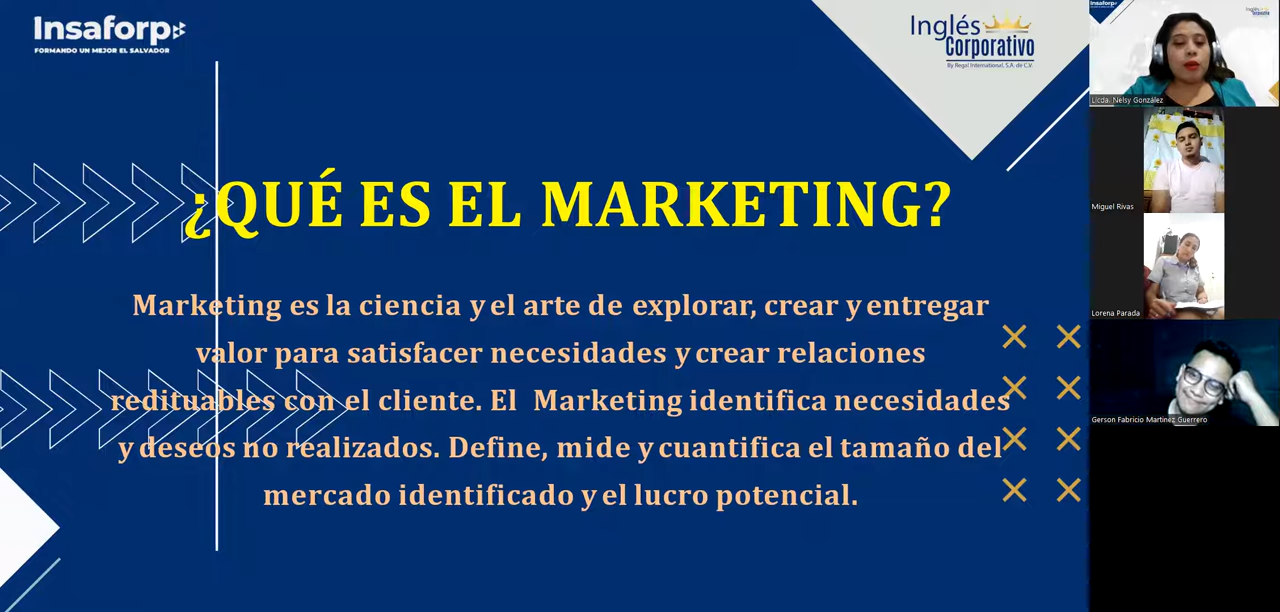 Insaforp
FORMANDO UN MEJOR EL SALVADOR
Inglés
Corporativo
By Regal International, S.A. de C.V.
¿QUÉ ES EL MARKETING?
Marketing es la ciencia y el arte de explorar, crear y entregar
valor para satisfacer necesidades y crear relaciones
redituables con el cliente. El Marketing identifica necesidades
y deseos no realizados. Define, mide y cuantifica el tamaño del
mercado identificado y el lucro potencial.
Insaforp
Licda. Nelsy González
Miguel Rivas
Lorena Parada
Gerson Fabricio Martinez Guerrero